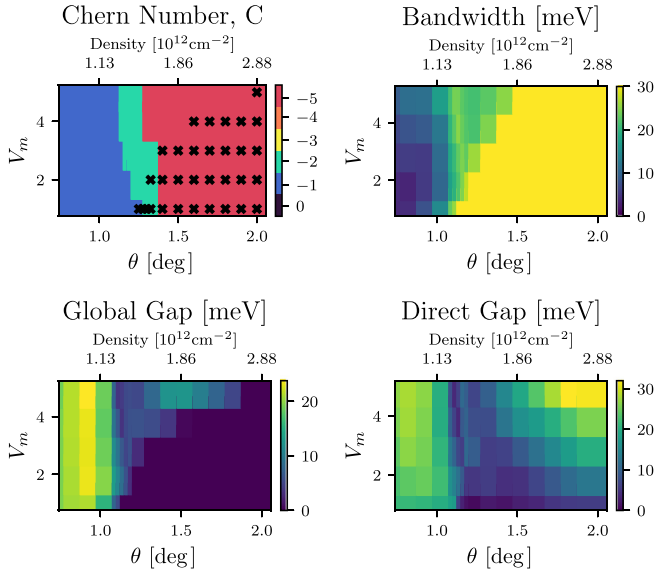 Chern Number, C
Density [10¹²cm⁻²]
1.13 1.86 2.88
4
2
V_m
1.0 1.5 2.0
θ [deg]
−5
−4
−3
−2
−1
0
Bandwidth [meV]
Density [10¹²cm⁻²]
1.13 1.86 2.88
4
2
V_m
1.0 1.5 2.0
θ [deg]
30
20
10
0
Global Gap [meV]
Density [10¹²cm⁻²]
1.13 1.86 2.88
4
2
V_m
1.0 1.5 2.0
θ [deg]
20
10
0
Direct Gap [meV]
Density [10¹²cm⁻²]
1.13 1.86 2.88
4
2
V_m
1.0 1.5 2.0
θ [deg]
30
20
10
0